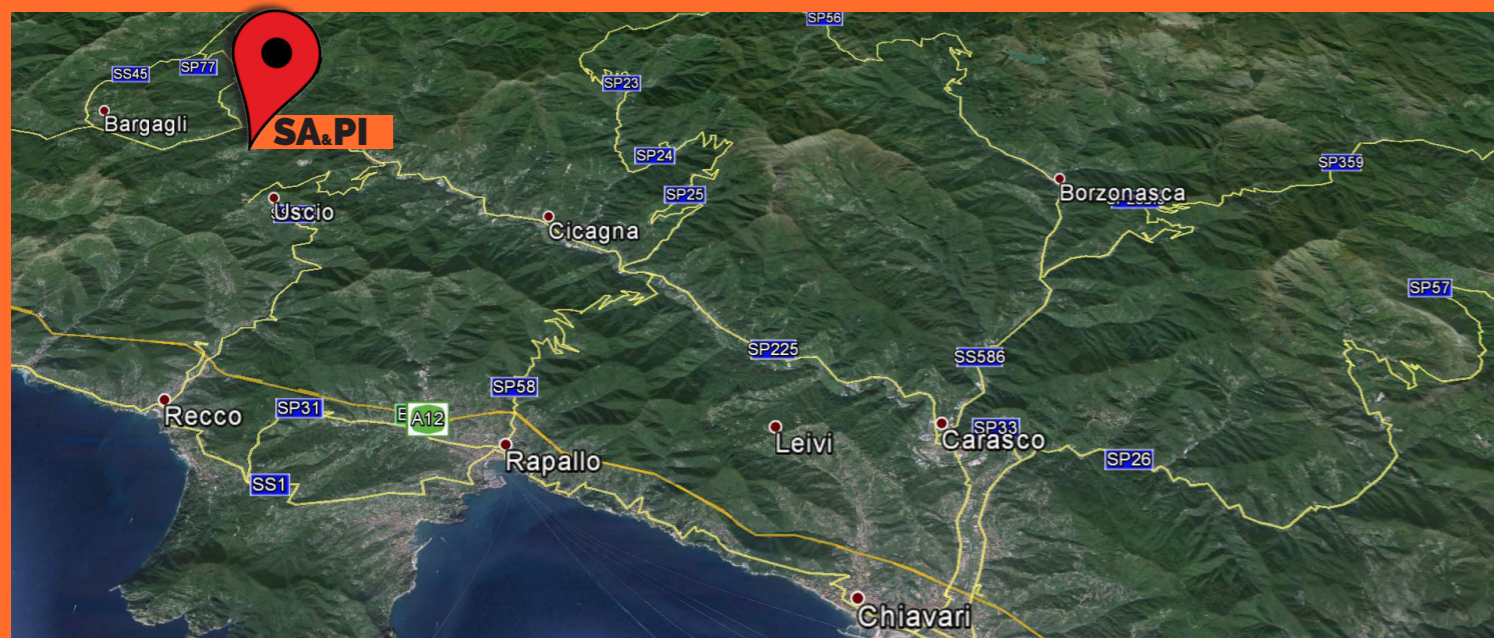 SP56
SS45
SP77
SP23
Bargagli
SA&PI
SP24
SP359
SP25
Borzonasca
Uscio
Cicagna
SP57
SP225
SS586
SP58
Recco
SP31
A12
Rapallo
Leivi
Carasco
SP33
SP26
SS1
Chiavari